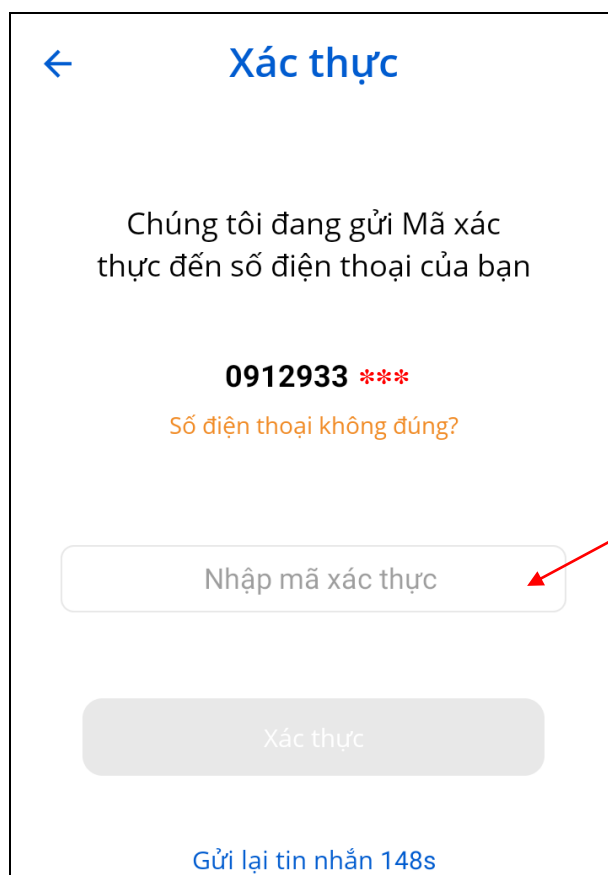 Xác thực
Chúng tôi đang gửi Mã xác
thực đến số điện thoại của bạn
0912933 ***
Số điện thoại không đúng?
Nhập mã xác thực
Xác thực
Gửi lại tin nhắn 148s